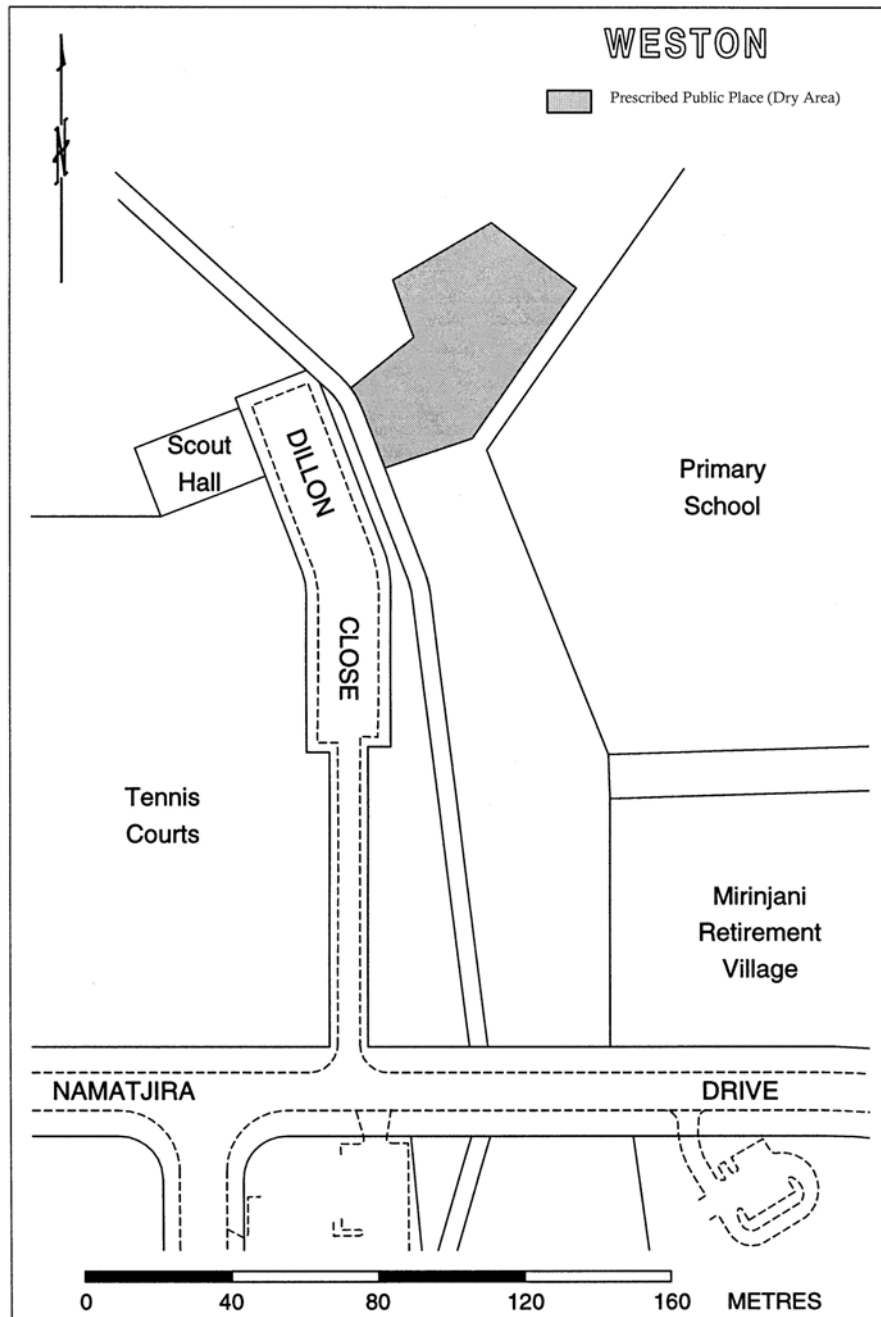 WESTON
Prescribed Public Place (Dry Area)
N
Scout
Hall
DILLON
CLOSE
Primary
School
Tennis
Courts
Mirinjani
Retirement
Village
NAMATJIRA DRIVE
0 40 80 120 160 METRES